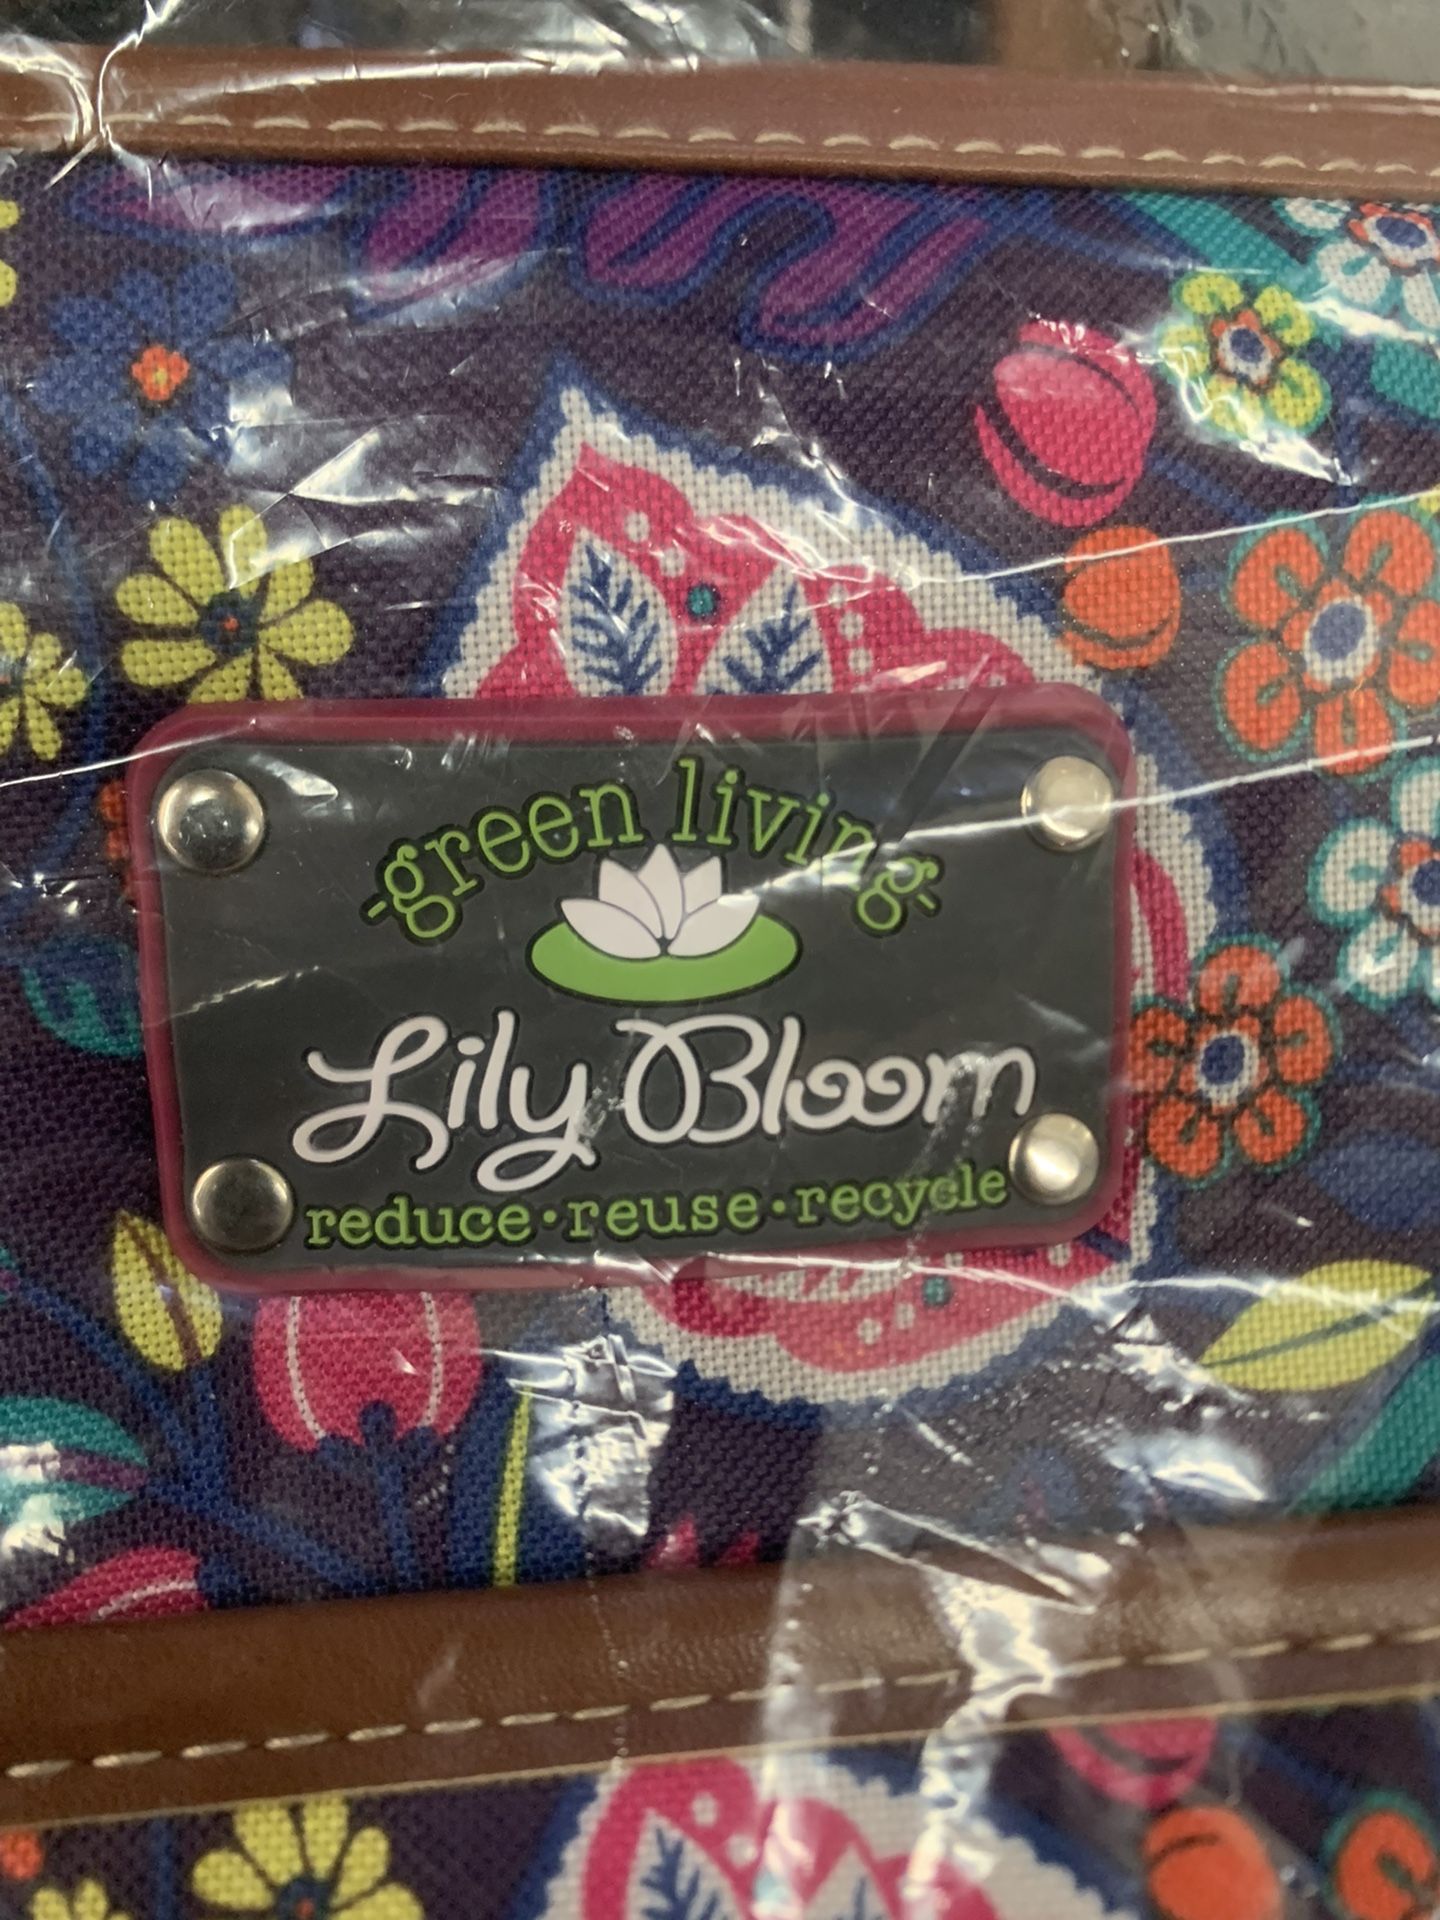 -green living-
Lily Bloom
reduce·reuse·recycle